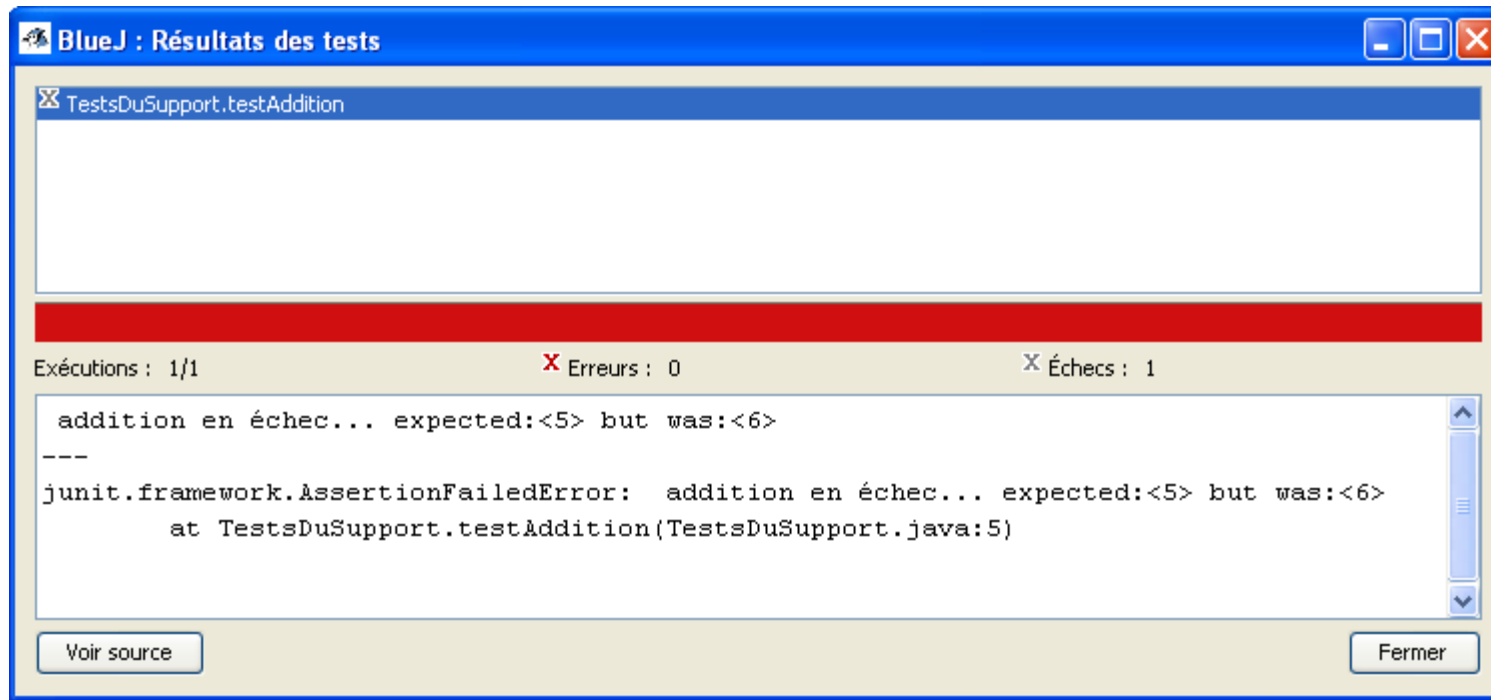 BlueJ : Résultats des tests
TestsDuSupport.testAddition
Exécutions : 1/1
X Erreurs : 0
X Échecs : 1
addition en échec... expected:<5> but was:<6>
---
junit.framework.AssertionFailedError:  addition en échec... expected:<5> but was:<6>
at TestsDuSupport.testAddition(TestsDuSupport.java:5)
Voir source
Fermer